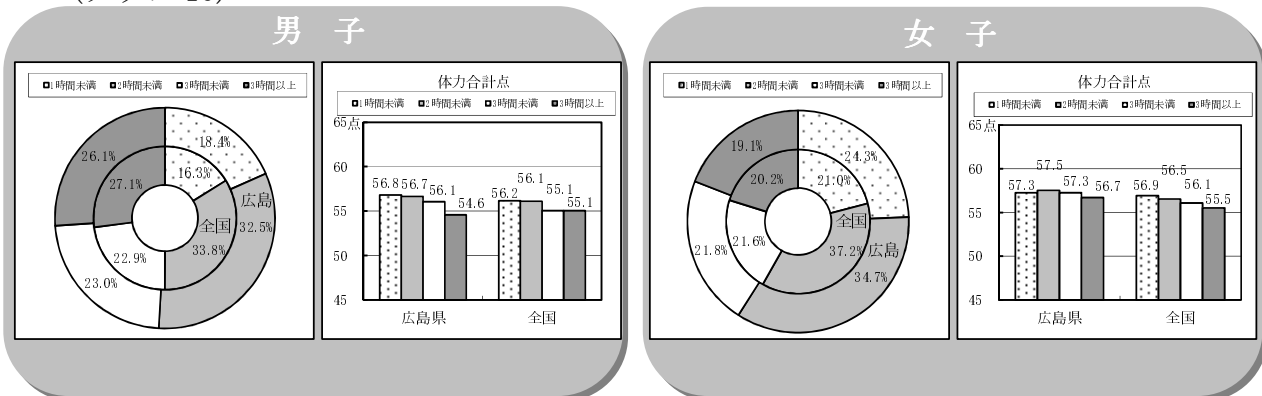 男 子
■1時間未満 ■2時間未満 ■3時間未満 ■3時間以上
18.4%
26.1%
16.3%
27.1%
広島
全国
32.5%
33.8%
22.9%
23.0%
体力合計点
■1時間未満 ■2時間未満 ■3時間未満 ■3時間以上
65点
60
56.8 56.7 56.1 54.6 56.2 56.1 55.1 55.1
55
50
45
広島県 全国
女 子
■1時間未満 ■2時間未満 ■3時間未満 ■3時間以上
19.1%
24.3%
20.2%
21.0%
全国
21.8%
21.6%
37.2%
広島
34.7%
体力合計点
■1時間未満 ■2時間未満 ■3時間未満 ■3時間以上
65点
60
57.3 57.5 57.3 56.7 56.9 56.5 56.1 55.5
55
50
45
広島県 全国